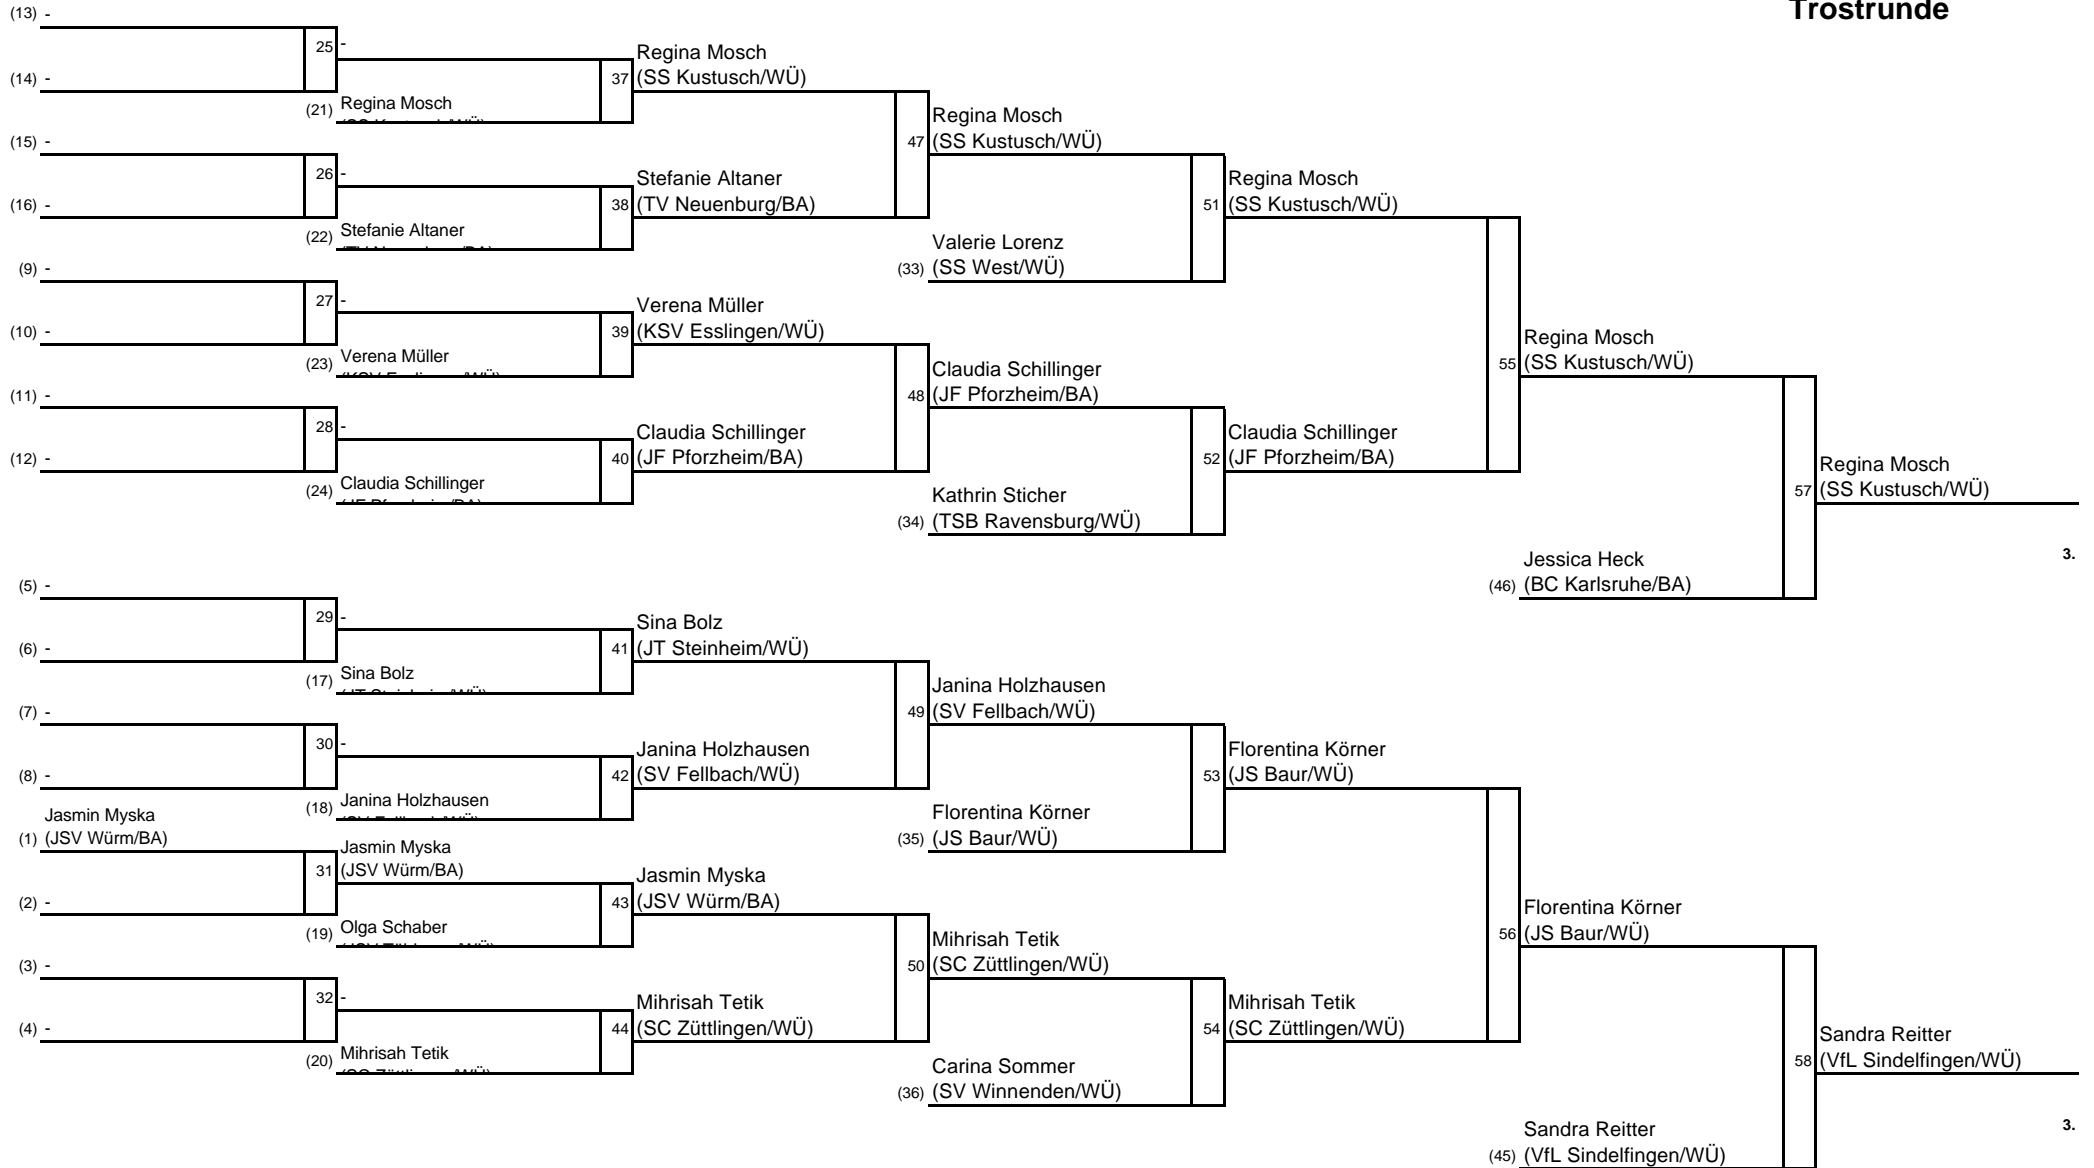 Trostrunde
(13) -
25
-
(14) -
(21) Regina Mosch
37
Regina Mosch
(SS Kustusch/WÜ)
(15) -
26
-
(16) -
(22) Stefanie Altaner
38
Stefanie Altaner
(TV Neuenburg/BA)
47
Regina Mosch
(SS Kustusch/WÜ)
(33)
Valerie Lorenz
(SS West/WÜ)
51
Regina Mosch
(SS Kustusch/WÜ)
(9) -
27
-
(10) -
(23) Verena Müller
39
Verena Müller
(KSV Esslingen/WÜ)
(11) -
28
-
(12) -
(24) Claudia Schillinger
40
Claudia Schillinger
(JF Pforzheim/BA)
48
Claudia Schillinger
(JF Pforzheim/BA)
(34)
Kathrin Sticher
(TSB Ravensburg/WÜ)
52
Claudia Schillinger
(JF Pforzheim/BA)
55
Regina Mosch
(SS Kustusch/WÜ)
(46)
Jessica Heck
(BC Karlsruhe/BA)
57
Regina Mosch
(SS Kustusch/WÜ)
3.
(5) -
29
-
(6) -
(17) Sina Bolz
41
Sina Bolz
(JT Steinheim/WÜ)
(7) -
30
-
(8) -
(18) Janina Holzhausen
42
Janina Holzhausen
(SV Fellbach/WÜ)
49
Janina Holzhausen
(SV Fellbach/WÜ)
(35)
Florentina Körner
(JS Baur/WÜ)
53
Florentina Körner
(JS Baur/WÜ)
Jasmin Myska
(1) (JSV Würm/BA)
31
Jasmin Myska
(JSV Würm/BA)
(2) -
(19) Olga Schaber
43
Jasmin Myska
(JSV Würm/BA)
(3) -
32
-
(4) -
(20) Mihrisah Tetik
44
Mihrisah Tetik
(SC Züttlingen/WÜ)
50
Mihrisah Tetik
(SC Züttlingen/WÜ)
(36)
Carina Sommer
(SV Winnenden/WÜ)
54
Mihrisah Tetik
(SC Züttlingen/WÜ)
56
Florentina Körner
(JS Baur/WÜ)
(45)
Sandra Reitter
(VfL Sindelfingen/WÜ)
58
Sandra Reitter
(VfL Sindelfingen/WÜ)
3.